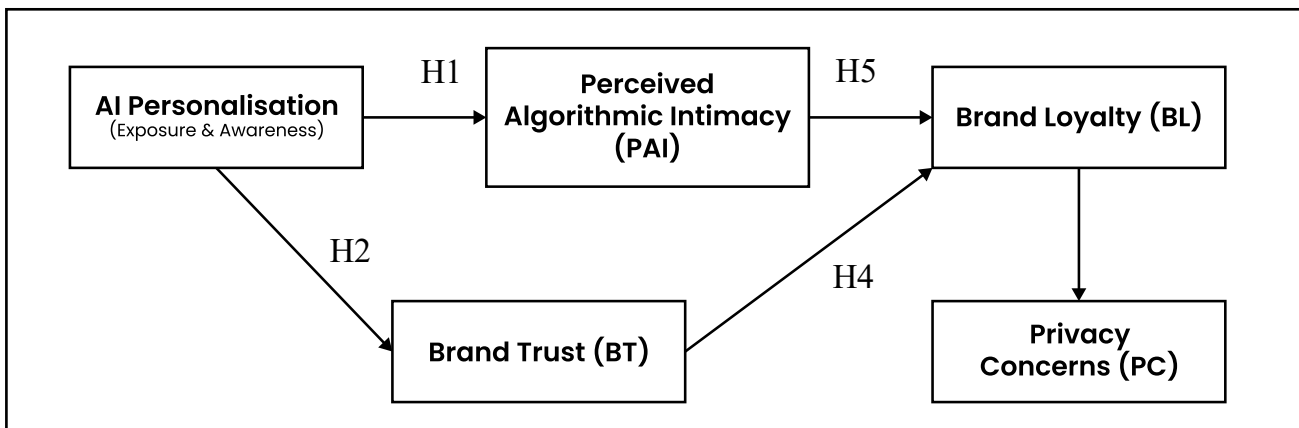 H1
H5
AI Personalisation
(Exposure & Awareness)
Perceived
Algorithmic Intimacy
(PAI)
Brand Loyalty (BL)
H2
H4
Brand Trust (BT)
Privacy
Concerns (PC)